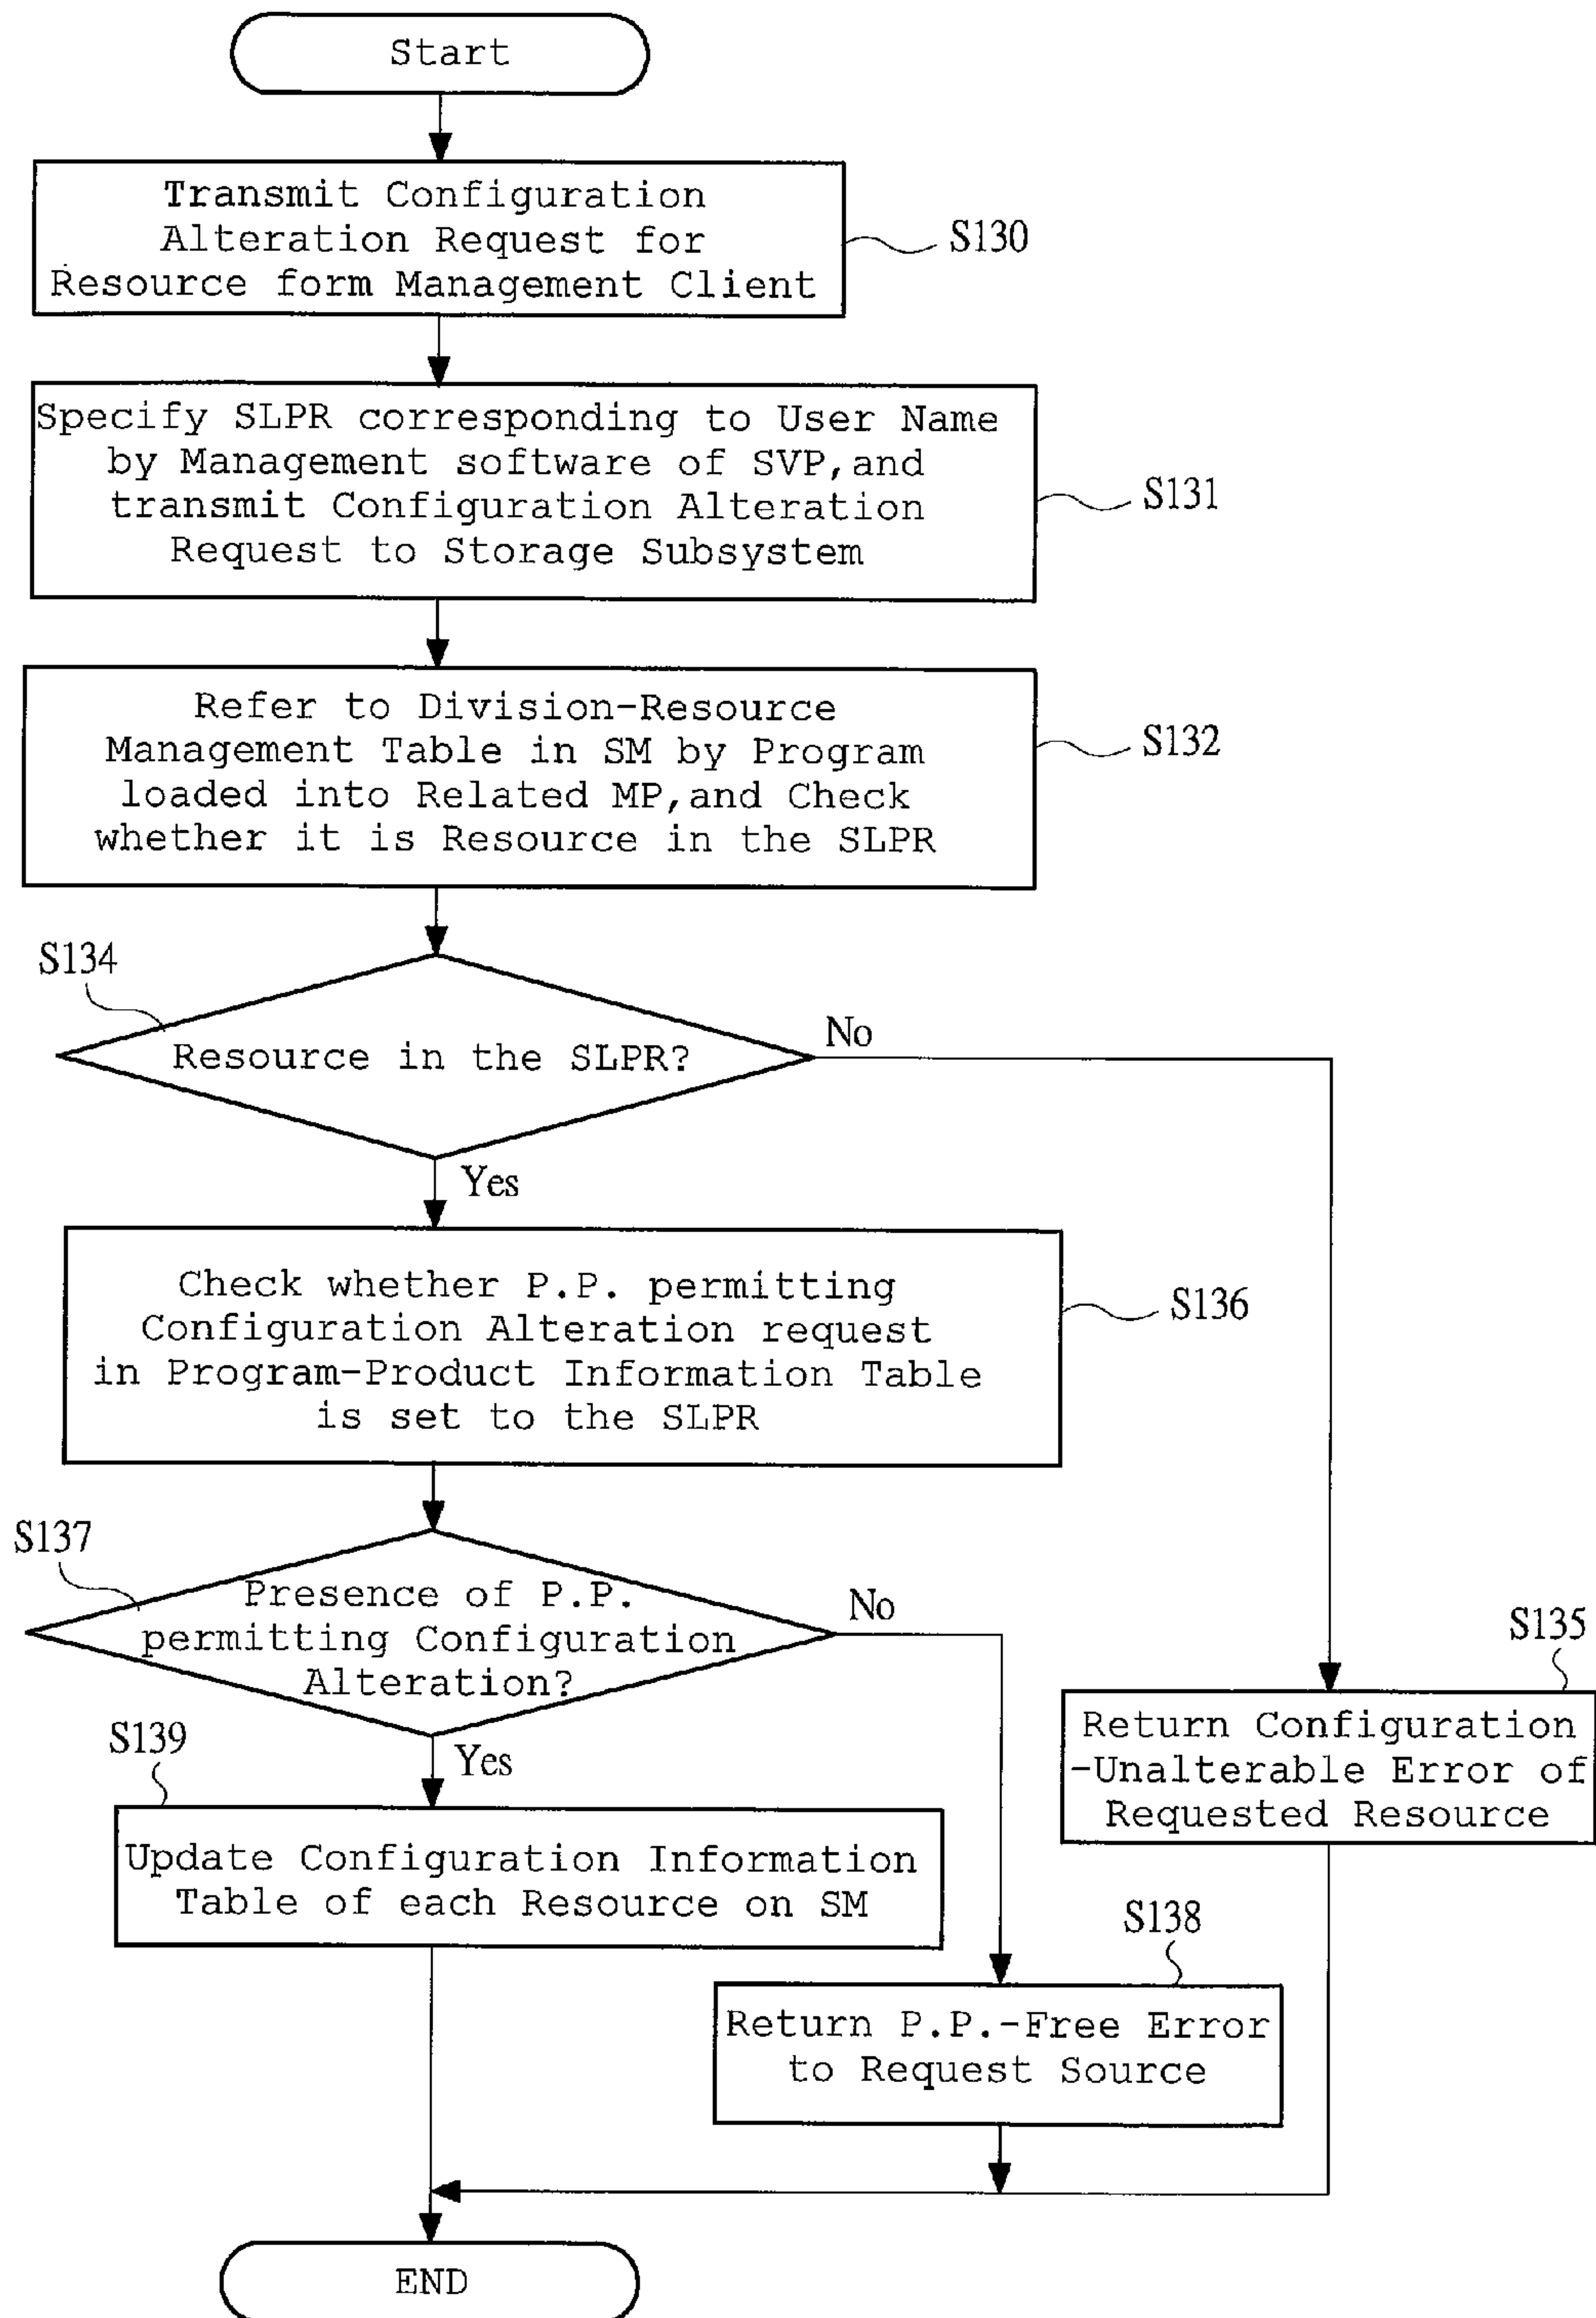 Start
Transmit Configuration
Alteration Request for
Resource form Management Client
S130
Specify SLPR corresponding to User Name
by Management software of SVP,and
transmit Configuration Alteration
Request to Storage Subsystem
S131
Refer to Division-Resource
Management Table in SM by Program
loaded into Related MP,and Check
whether it is Resource in the SLPR
S132
S134
Resource in the SLPR?
No
Yes
Check whether P.P. permitting
Configuration Alteration request
in Program-Product Information Table
is set to the SLPR
S136
S137
Presence of P.P.
permitting Configuration
Alteration?
No
Yes
S135
Return Configuration
-Unalterable Error of
Requested Resource
S139
Update Configuration Information
Table of each Resource on SM
S138
Return P.P.-Free Error
to Request Source
END